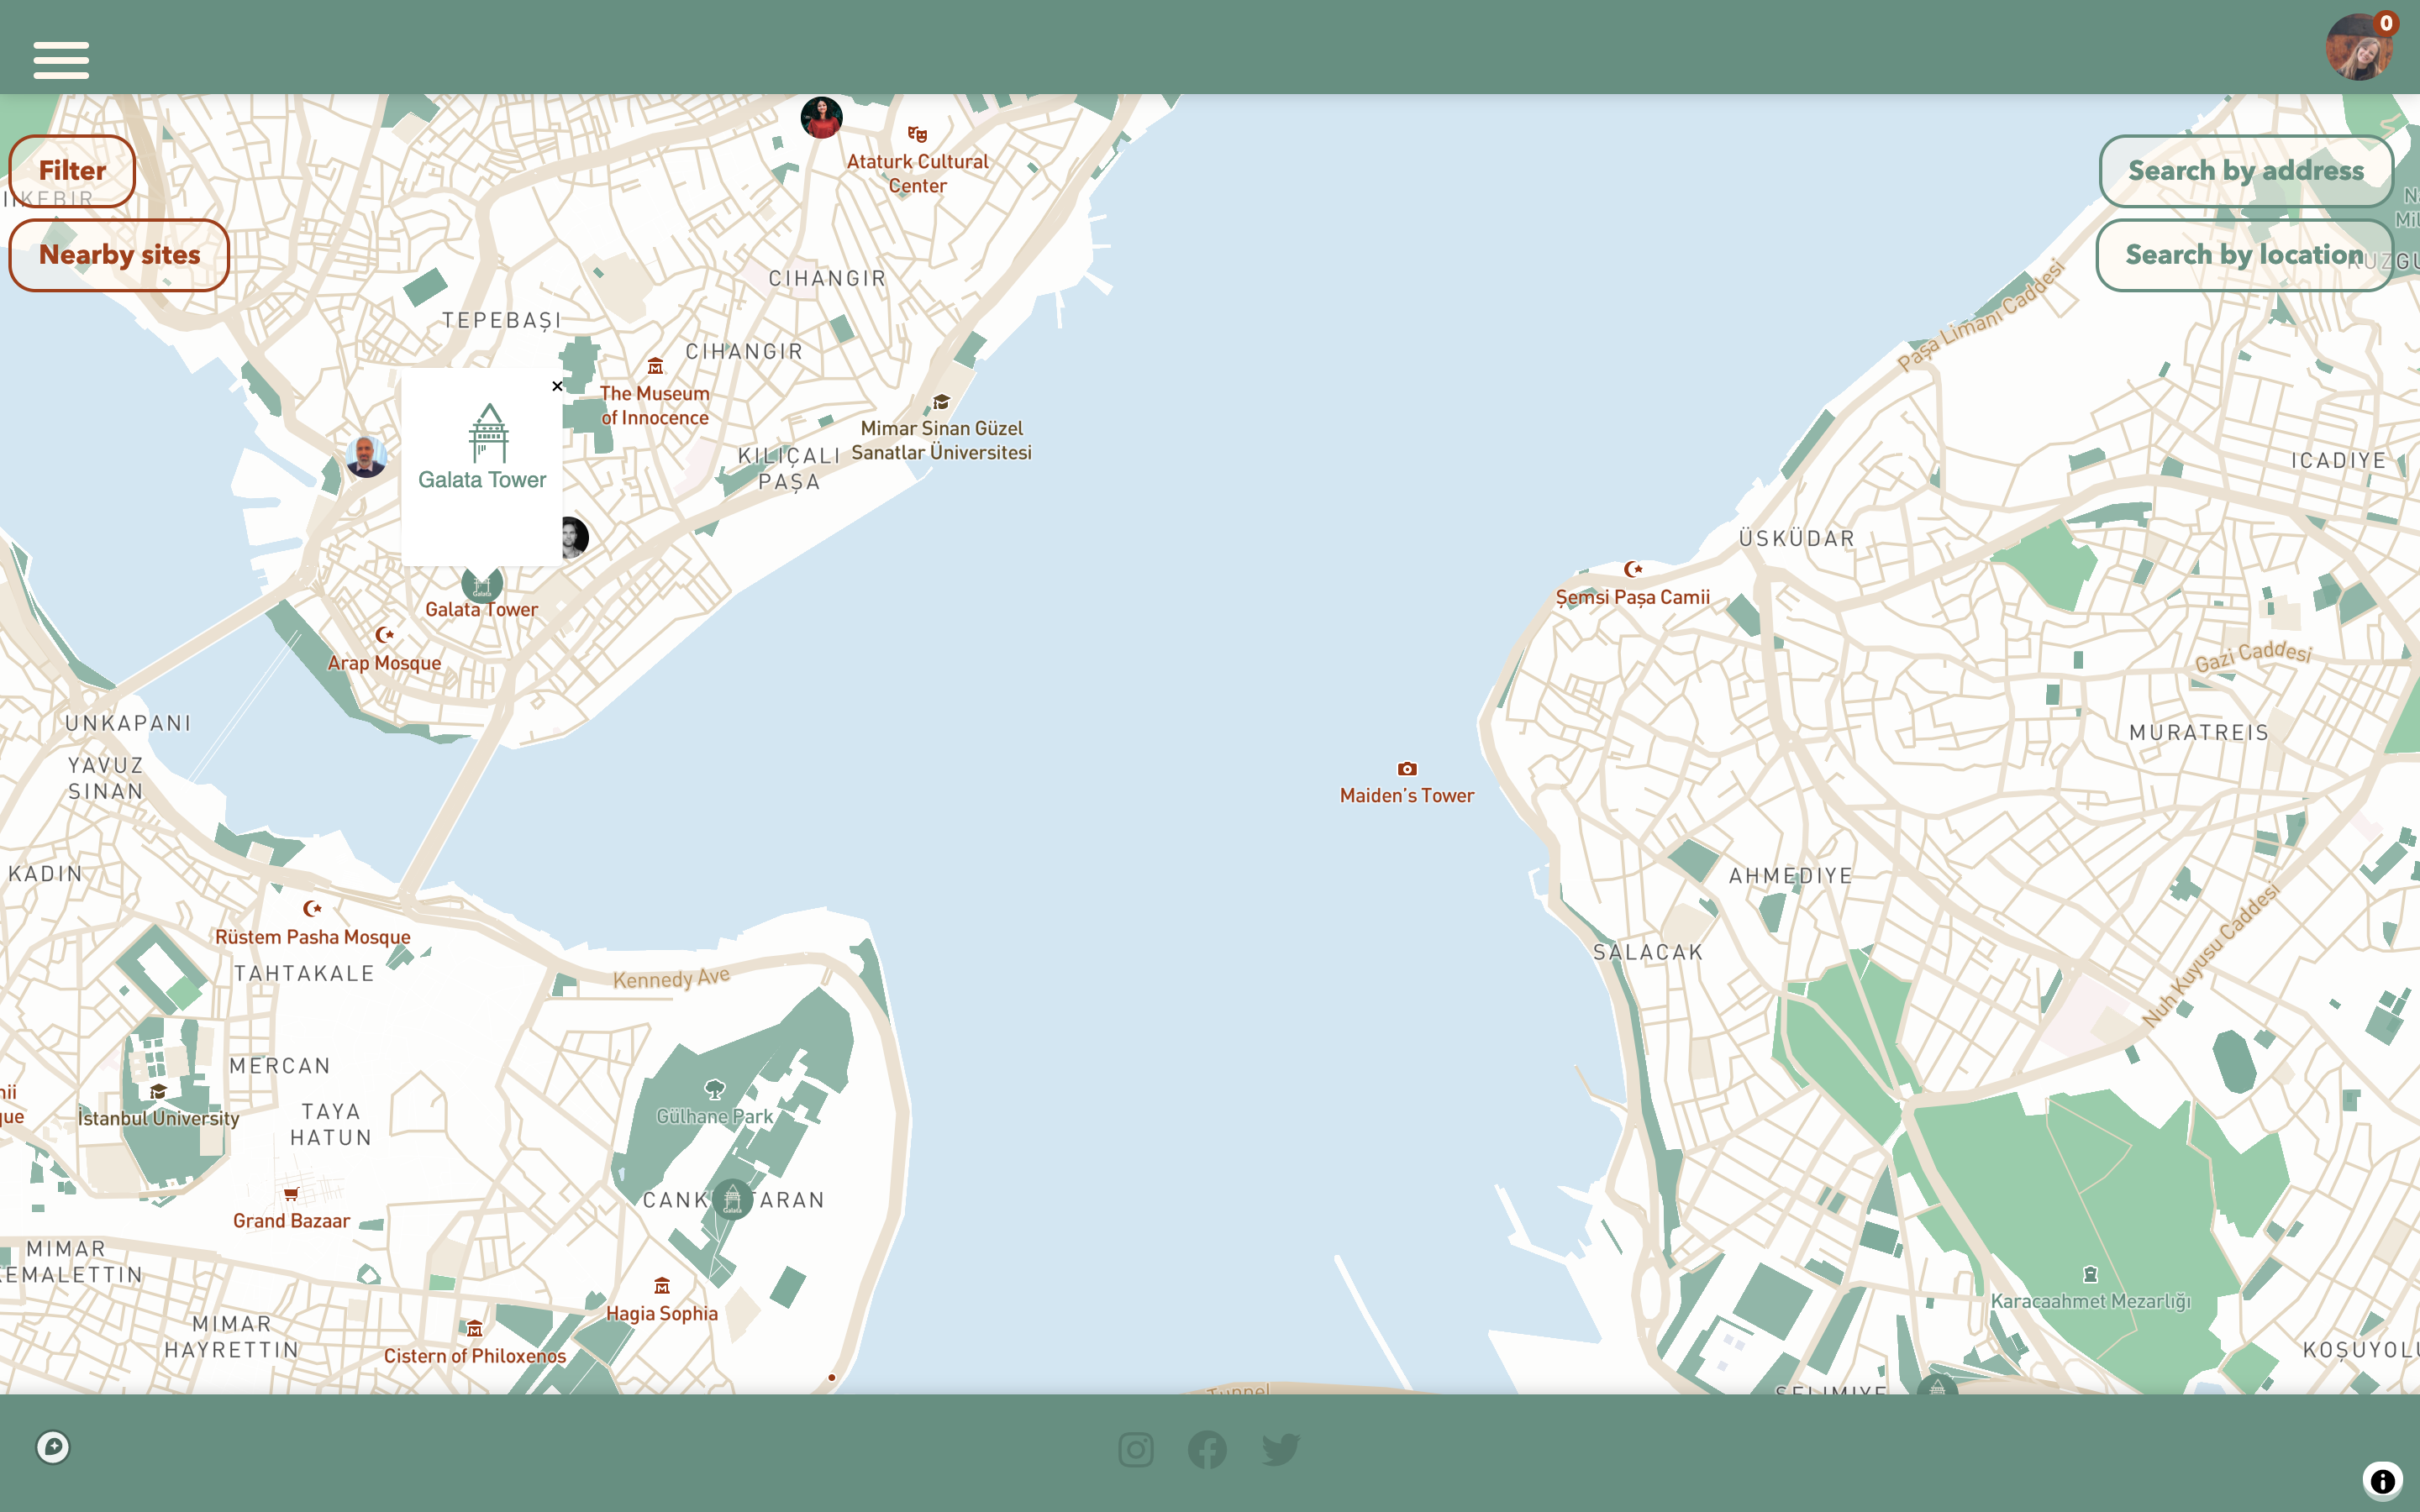 0
Filter
Nearby sites
Search by address
Search by location
Ataturk Cultural
Center
CIHANGIR
TEPEBAŞI
CIHANGIR
The Museum
of Innocence
Paşa Limanı Caddesi
Mimar Sinan Güzel
Sanatlar Üniversitesi
KILIÇALI
PAŞA
×
Galata Tower
ICADIYE
ÜSKÜDAR
Galata
Galata Tower
Şemsi Paşa Camii
Arap Mosque
Gazi Caddesi
UNKAPANI
MURATREIS
YAVUZ
SINAN
Maiden's Tower
KADIN
AHMEDIYE
Rüstem Pasha Mosque
TAHTAKALE
Kennedy Ave
SALACAK
Nuh Kuyusu Caddesi
MERCAN
İstanbul University
TAYA
HATUN
Gülhane Park
Galata
Grand Bazaar
MIMAR
EMALETTIN
Hagia Sophia
Karacaahmet Mezarlığı
MIMAR
HAYRETTIN
Cistern of Philoxenos
KOŞUYOLU
Tunnel
SELIMIYE